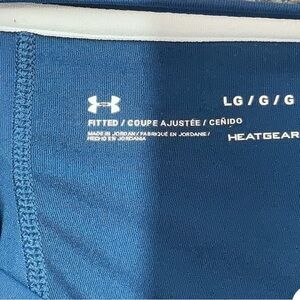 LG / G / G
FITTED / COUPE AJUSTÉE / CEÑIDO
MADE IN JORDAN / FABRIQUÉ EN JORDANIE /
HECHO EN JORDANIA
HEATGEAR